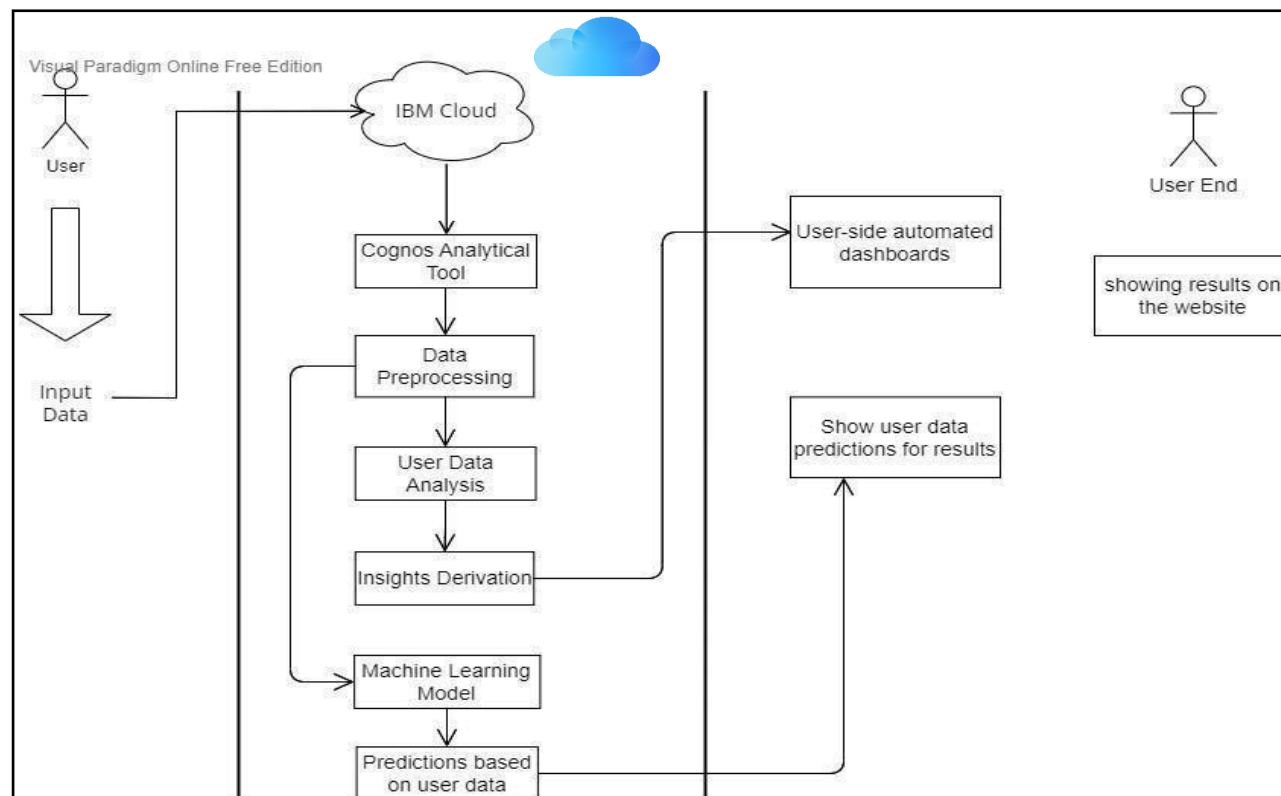 Visual Paradigm Online Free Edition
User
Input
Data
IBM Cloud
Cognos Analytical
Tool
Data
Preprocessing
User Data
Analysis
Insights Derivation
Machine Learning
Model
Predictions based
on user data
User-side automated
dashboards
Show user data
predictions for results
User End
showing results on
the website